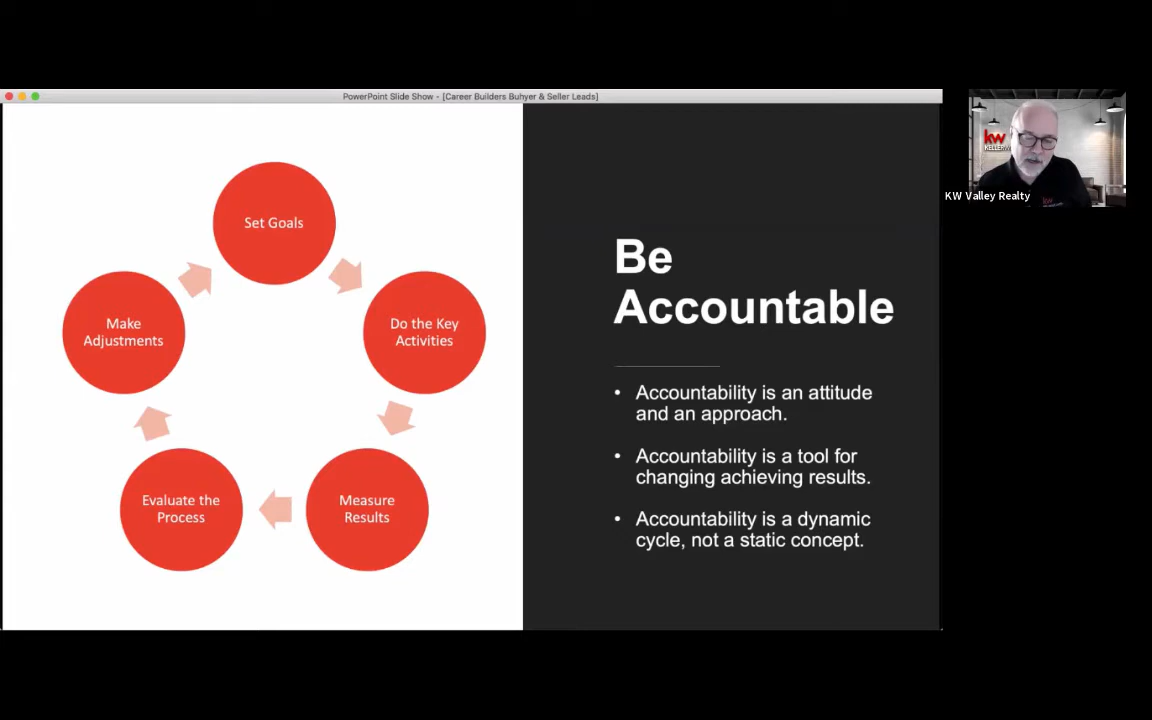 PowerPoint Slide Show - [Career Builders Buhyer & Seller Leads]
Set Goals
Do the Key
Activities
Measure
Results
Evaluate the
Process
Make
Adjustments
Be
Accountable
• Accountability is an attitude
and an approach.
• Accountability is a tool for
changing achieving results.
• Accountability is a dynamic
cycle, not a static concept.
kw
KW Valley Realty